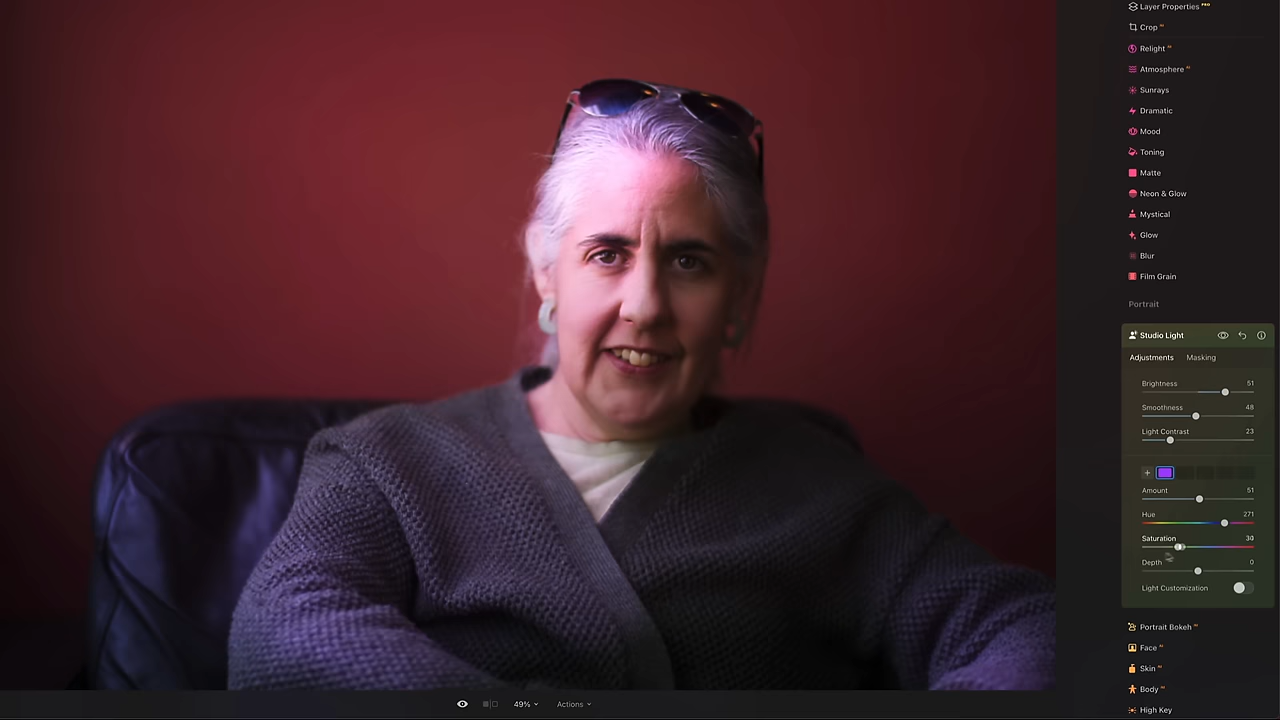 Layer Properties PRO
Crop
Relight
Atmosphere
Sunrays
Dramatic
Mood
Toning
Matte
Neon & Glow
Mystical
Glow
Blur
Film Grain
Portrait
Studio Light
Adjustments Masking
Brightness 51
Smoothness 48
Light Contrast 23
+
Amount 51
Hue 271
Saturation 30
Depth 0
Light Customization
Portrait Bokeh
Face
Skin
Body
High Key
49% Actions